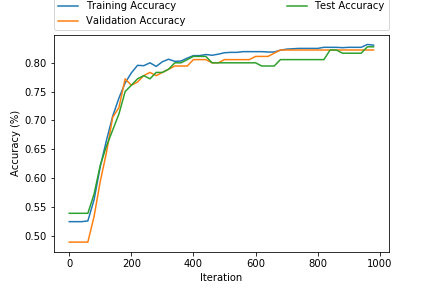 Training Accuracy
Validation Accuracy
Test Accuracy
Accuracy (%)
0.80
0.75
0.70
0.65
0.60
0.55
0.50
0 200 400 600 800 1000
Iteration